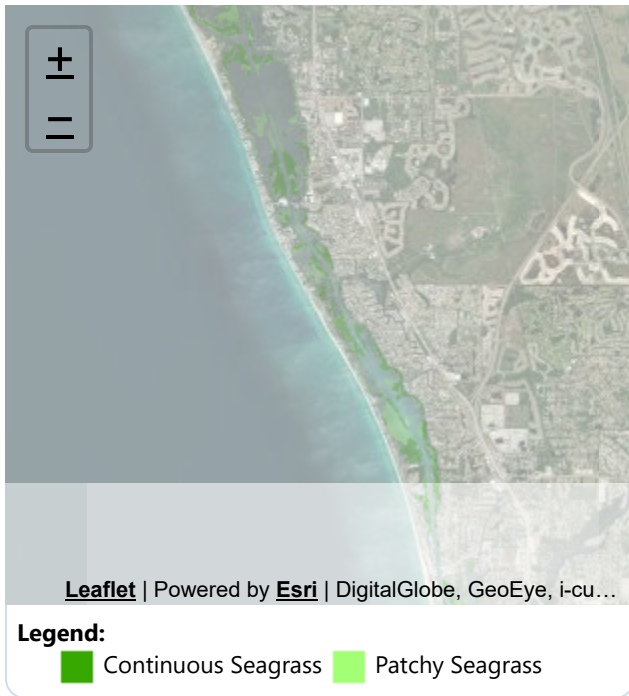 +
−
Leaflet | Powered by Esri | DigitalGlobe, GeoEye, i-cu…
Legend:
Continuous Seagrass Patchy Seagrass